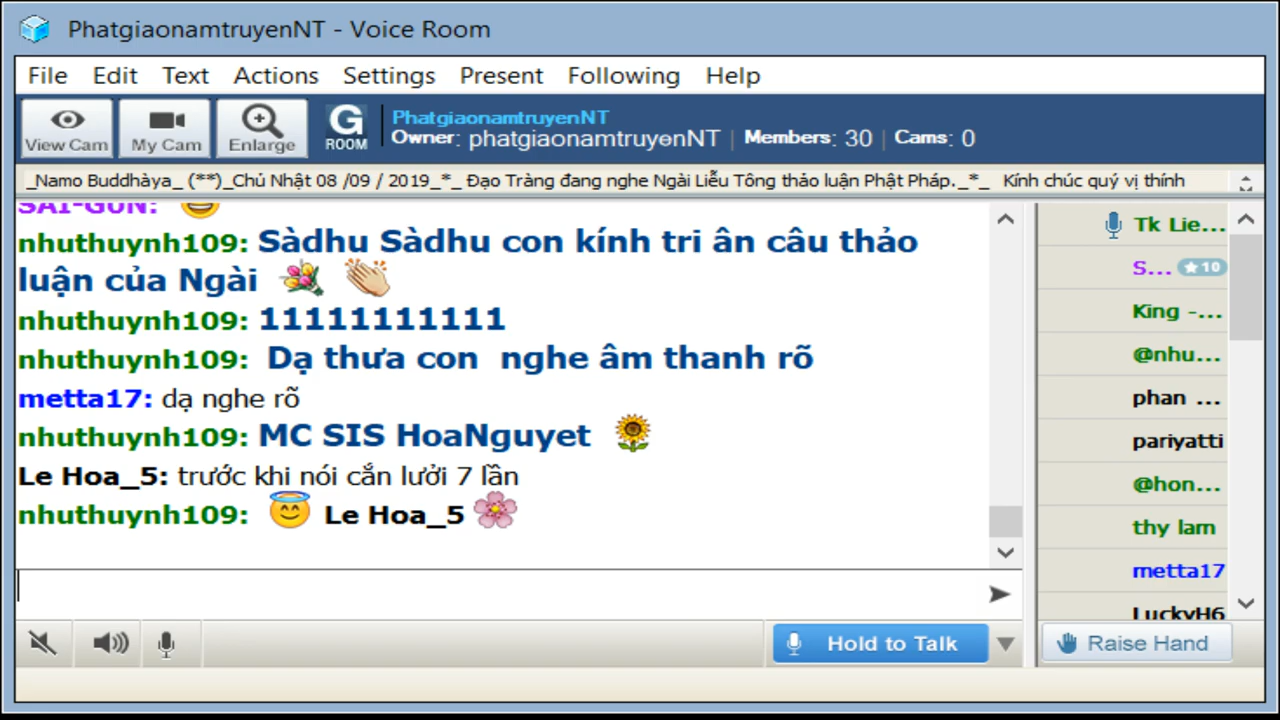 PhatgiaonamtruyenNT - Voice Room
File Edit Text Actions Settings Present Following Help
View Cam My Cam Enlarge G ROOM
PhatgiaonamtruyenNT
Owner: phatgiaonamtruyenNT | Members: 30 | Cams: 0
_Namo Buddhàya_ (**)_Chủ Nhật 08 /09 / 2019_*_ Đạo Tràng đang nghe Ngài Liễu Tông thảo luận Phật Pháp._*_ Kính chúc quý vị thính
SAI-GON:
nhuthuynh109: Sàdhu Sàdhu con kính tri ân câu thảo
luận của Ngài
nhuthuynh109: 11111111111
nhuthuynh109: Dạ thưa con nghe âm thanh rõ
metta17: dạ nghe rõ
nhuthuynh109: MC SIS HoaNguyet
Le Hoa_5: trước khi nói cắn lưởi 7 lần
nhuthuynh109: Le Hoa_5
Tk Lie...
S... 10
King -...
@nhu...
phan ...
pariyatti
@hon...
thy lam
metta17
LuckyH6
Hold to Talk
Raise Hand